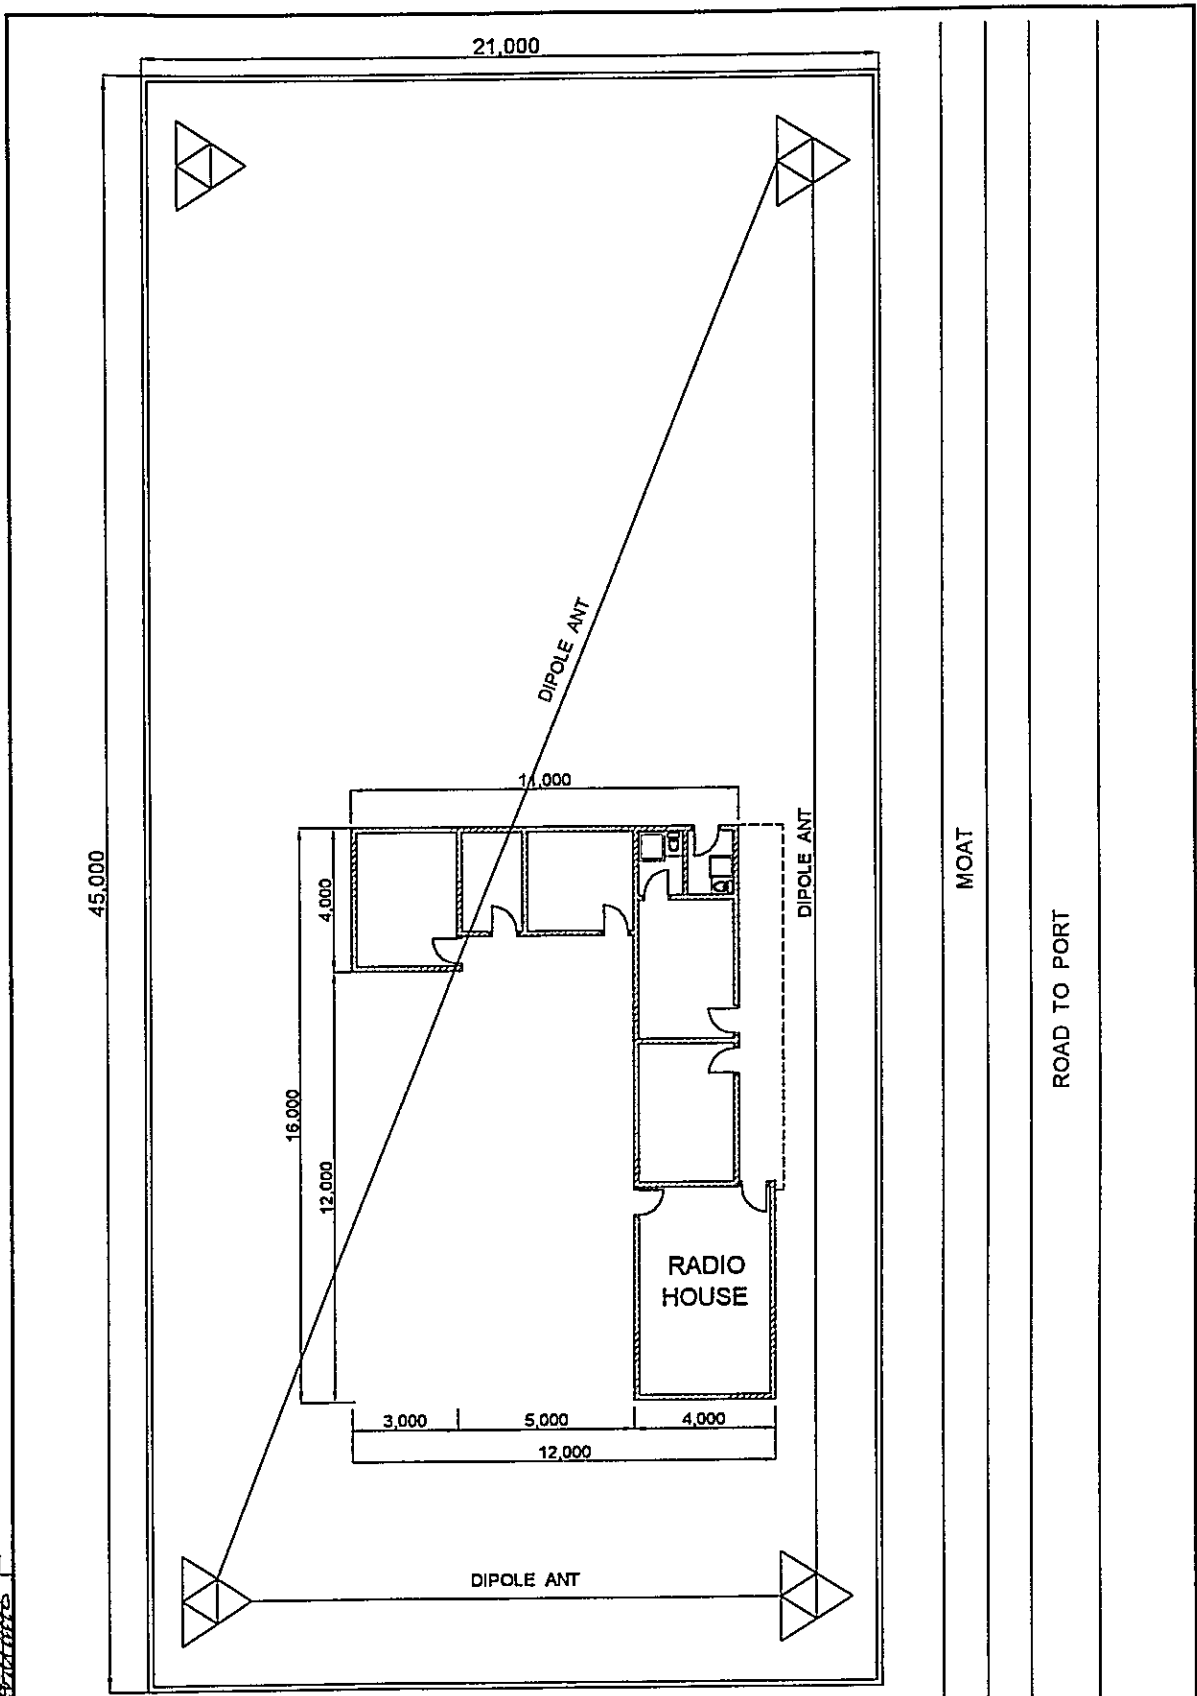 21,000
45,000
DIPOLE ANT
11,000
4,000
DIPOLE ANT
MOAT
ROAD TO PORT
16,000
12,000
RADIO
HOUSE
3,000
5,000
4,000
12,000
DIPOLE ANT